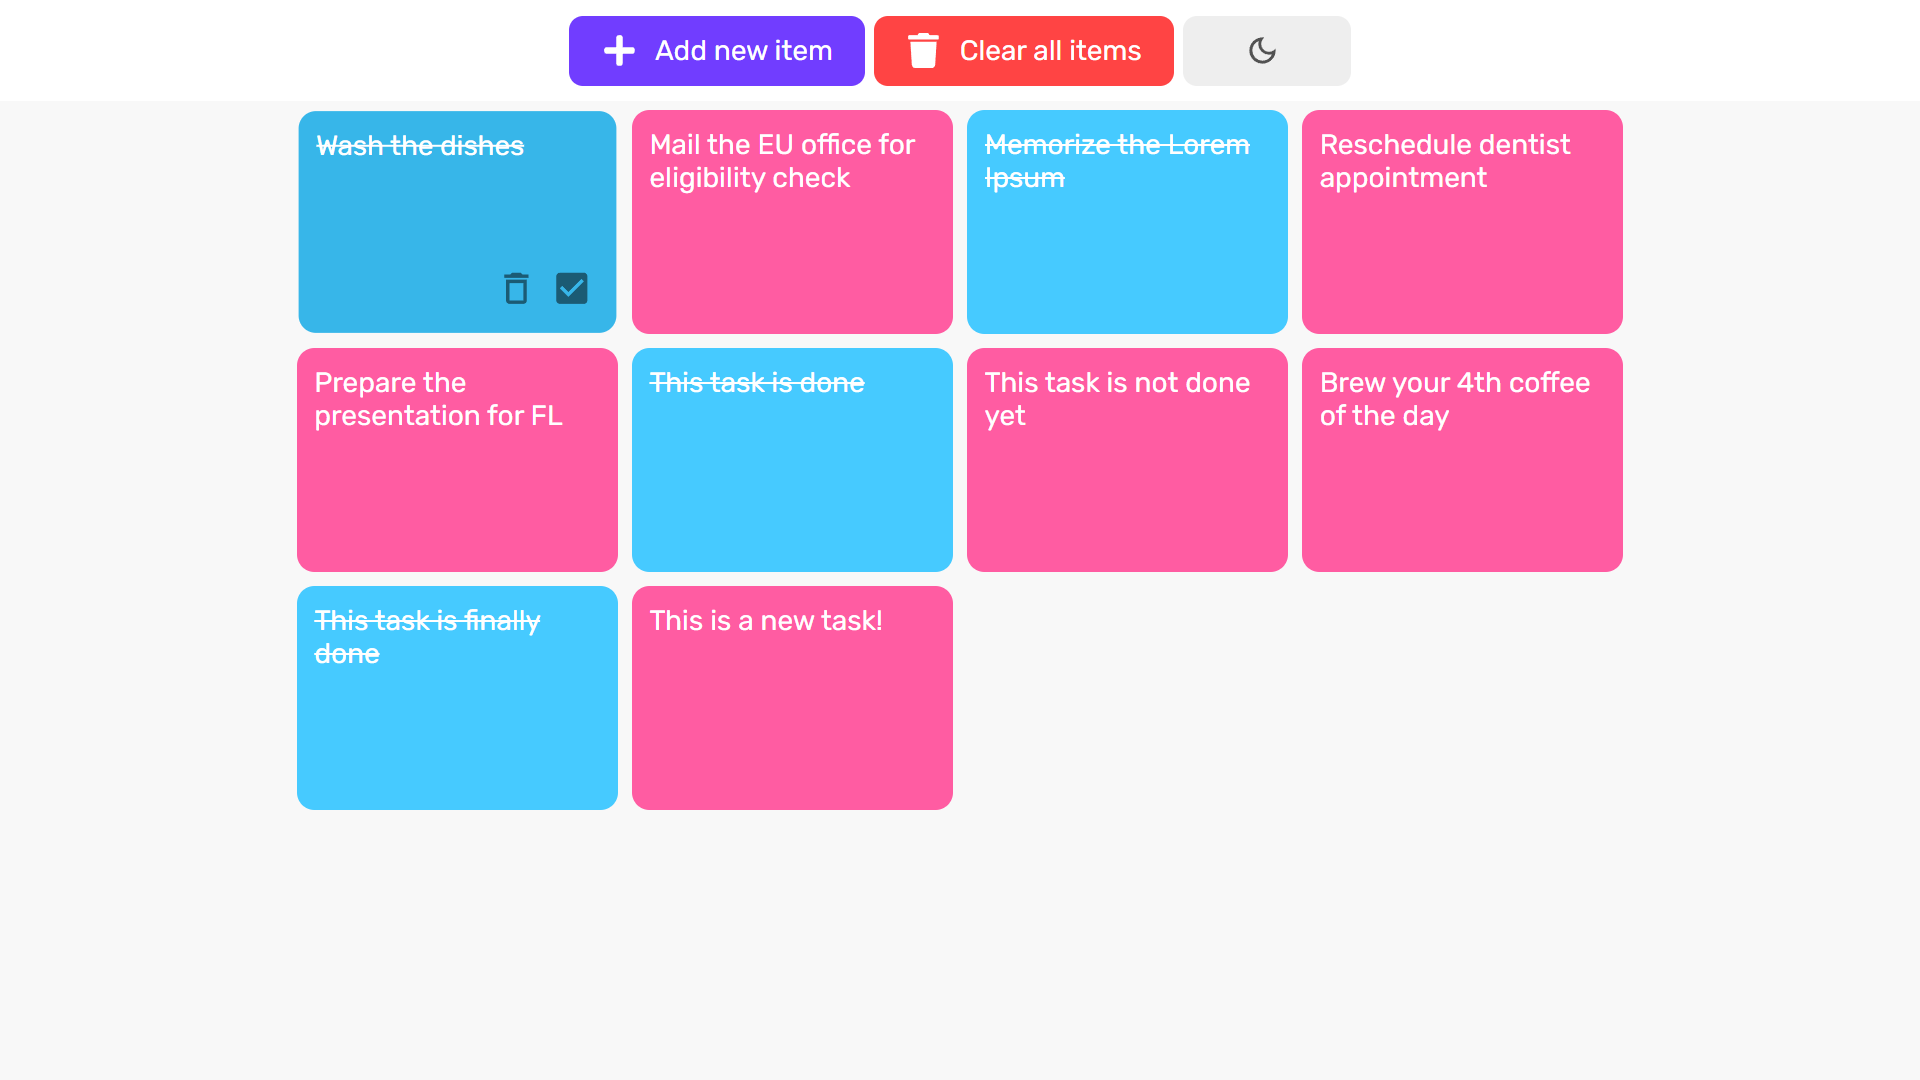 Add new item
Clear all items
Wash the dishes
Mail the EU office for
eligibility check
Memorize the Lorem
Ipsum
Reschedule dentist
appointment
Prepare the
presentation for FL
This task is done
This task is not done
yet
Brew your 4th coffee
of the day
This task is finally
done
This is a new task!